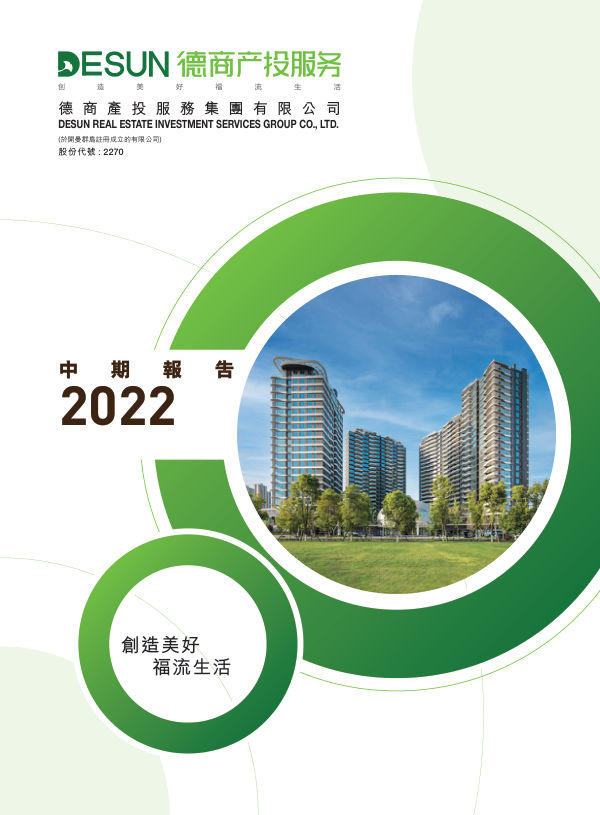 DESUN 德商产投服务
創造美好福流生活
德商產投服務集團有限公司
DESUN REAL ESTATE INVESTMENT SERVICES GROUP CO., LTD.
(於開曼群島註冊成立的有限公司)
股份代號 : 2270
中期報告
2022
創造美好
福流生活